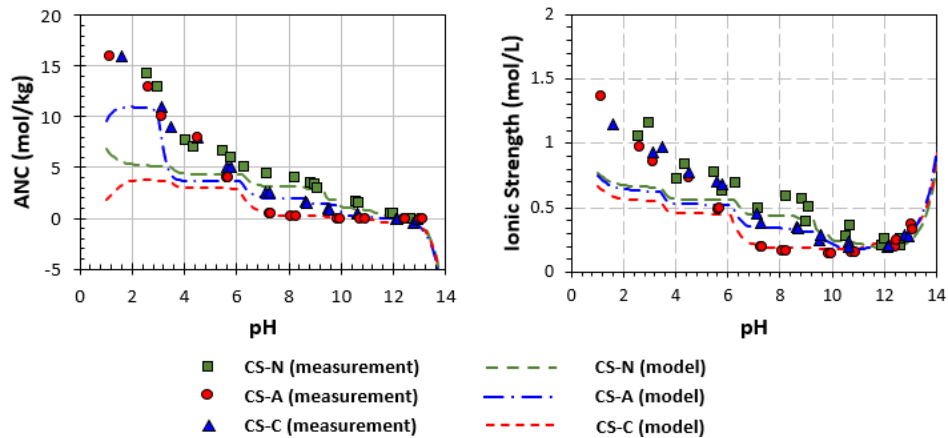 20
15
10
5
0
-5
0 2 4 6 8 10 12 14
ANC (mol/kg)
pH
2
1.5
1
0.5
0
0 2 4 6 8 10 12 14
Ionic Strength (mol/L)
pH
CS-N (measurement) CS-N (model)
CS-A (measurement) CS-A (model)
CS-C (measurement) CS-C (model)